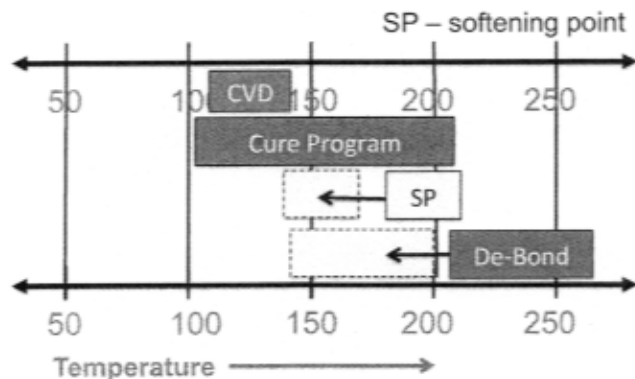 SP – softening point
50 100 150 200 250
CVD
Cure Program
SP
De-Bond
50 100 150 200 250
Temperature